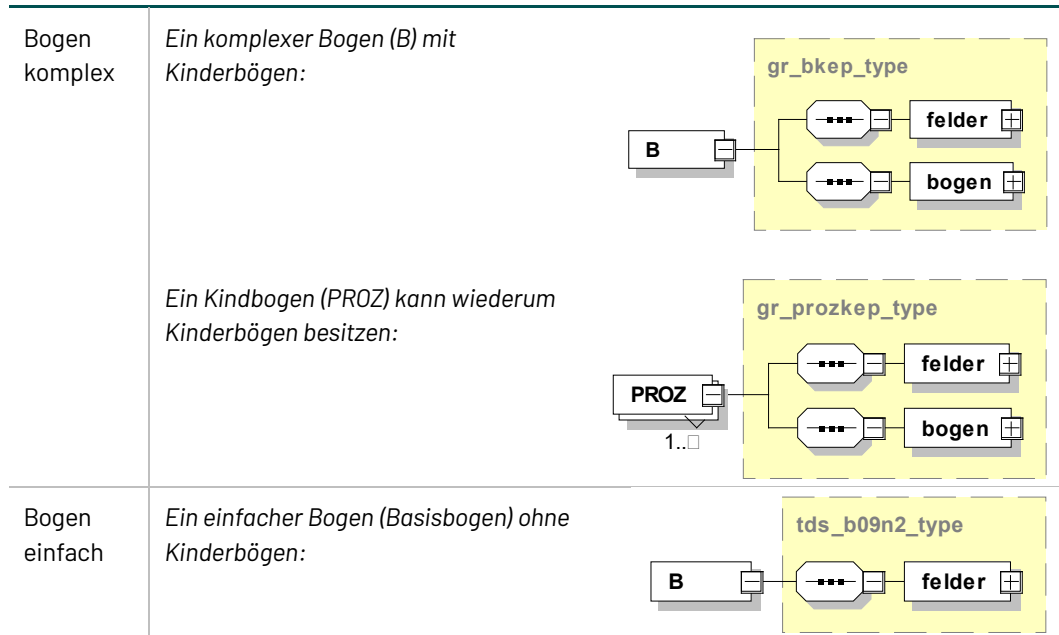 Bogen
komplex
Ein komplexer Bogen (B) mit
Kinderbögen:
gr_bkep_type
felder
B
bogen
Ein Kindbogen (PROZ) kann wiederum
Kinderbögen besitzen:
gr_prozkep_type
felder
PROZ
bogen
1..□
Bogen
einfach
Ein einfacher Bogen (Basisbogen) ohne
Kinderbögen:
tds_b09n2_type
B
felder